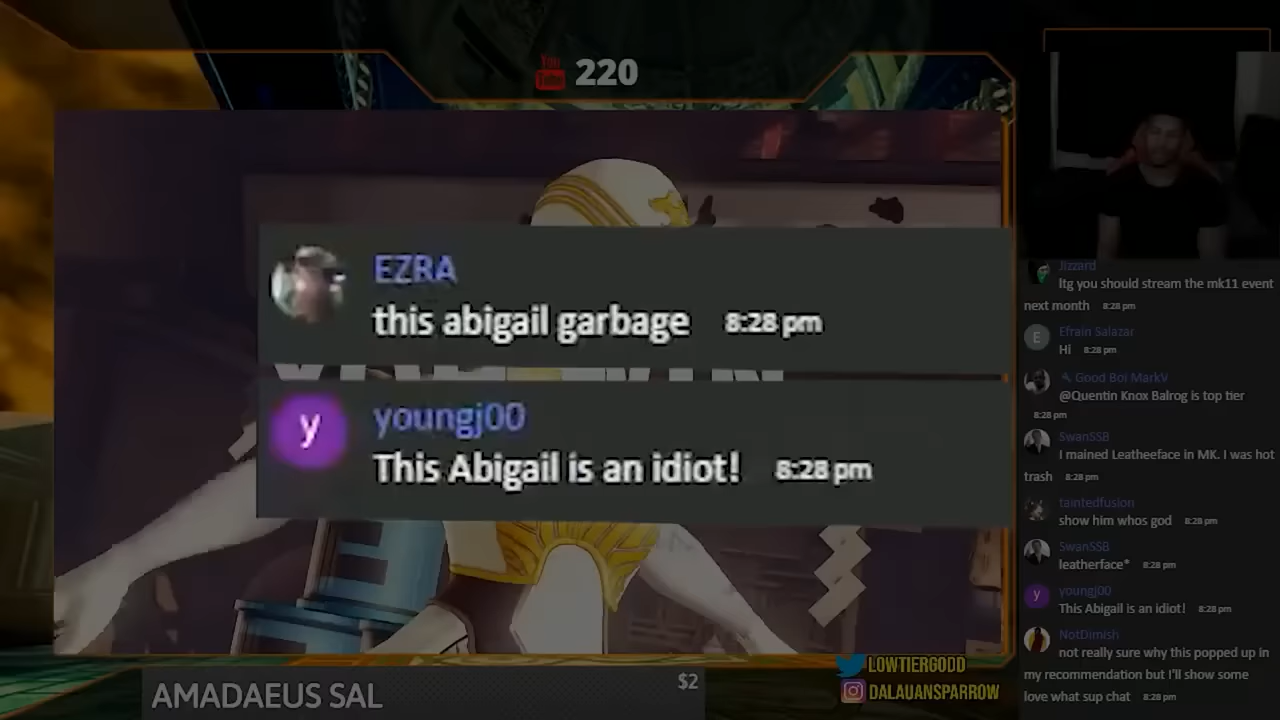 You
Tube
220
EZRA
this abigail garbage 8:28 pm
y
youngj00
This Abigail is an idiot! 8:28 pm
Jizzard
ltg you should stream the mk11 event
next month 8:28 pm
E
Efrain Salazar
Hi 8:28 pm
Good Boi MarkV
@Quentin Knox Balrog is top tier
8:28 pm
SwanSSB
I mained Leatheeface in MK. I was hot
trash 8:28 pm
taintedfusion
show him whos god 8:28 pm
SwanSSB
leatherface* 8:28 pm
y
youngj00
This Abigail is an idiot! 8:28 pm
NotDimish
not really sure why this popped up in
my recommendation but I'll show some
love what sup chat 8:28 pm
LOWTIERGODD
DALAUANSPARROW
AMADAEUS SAL
$2